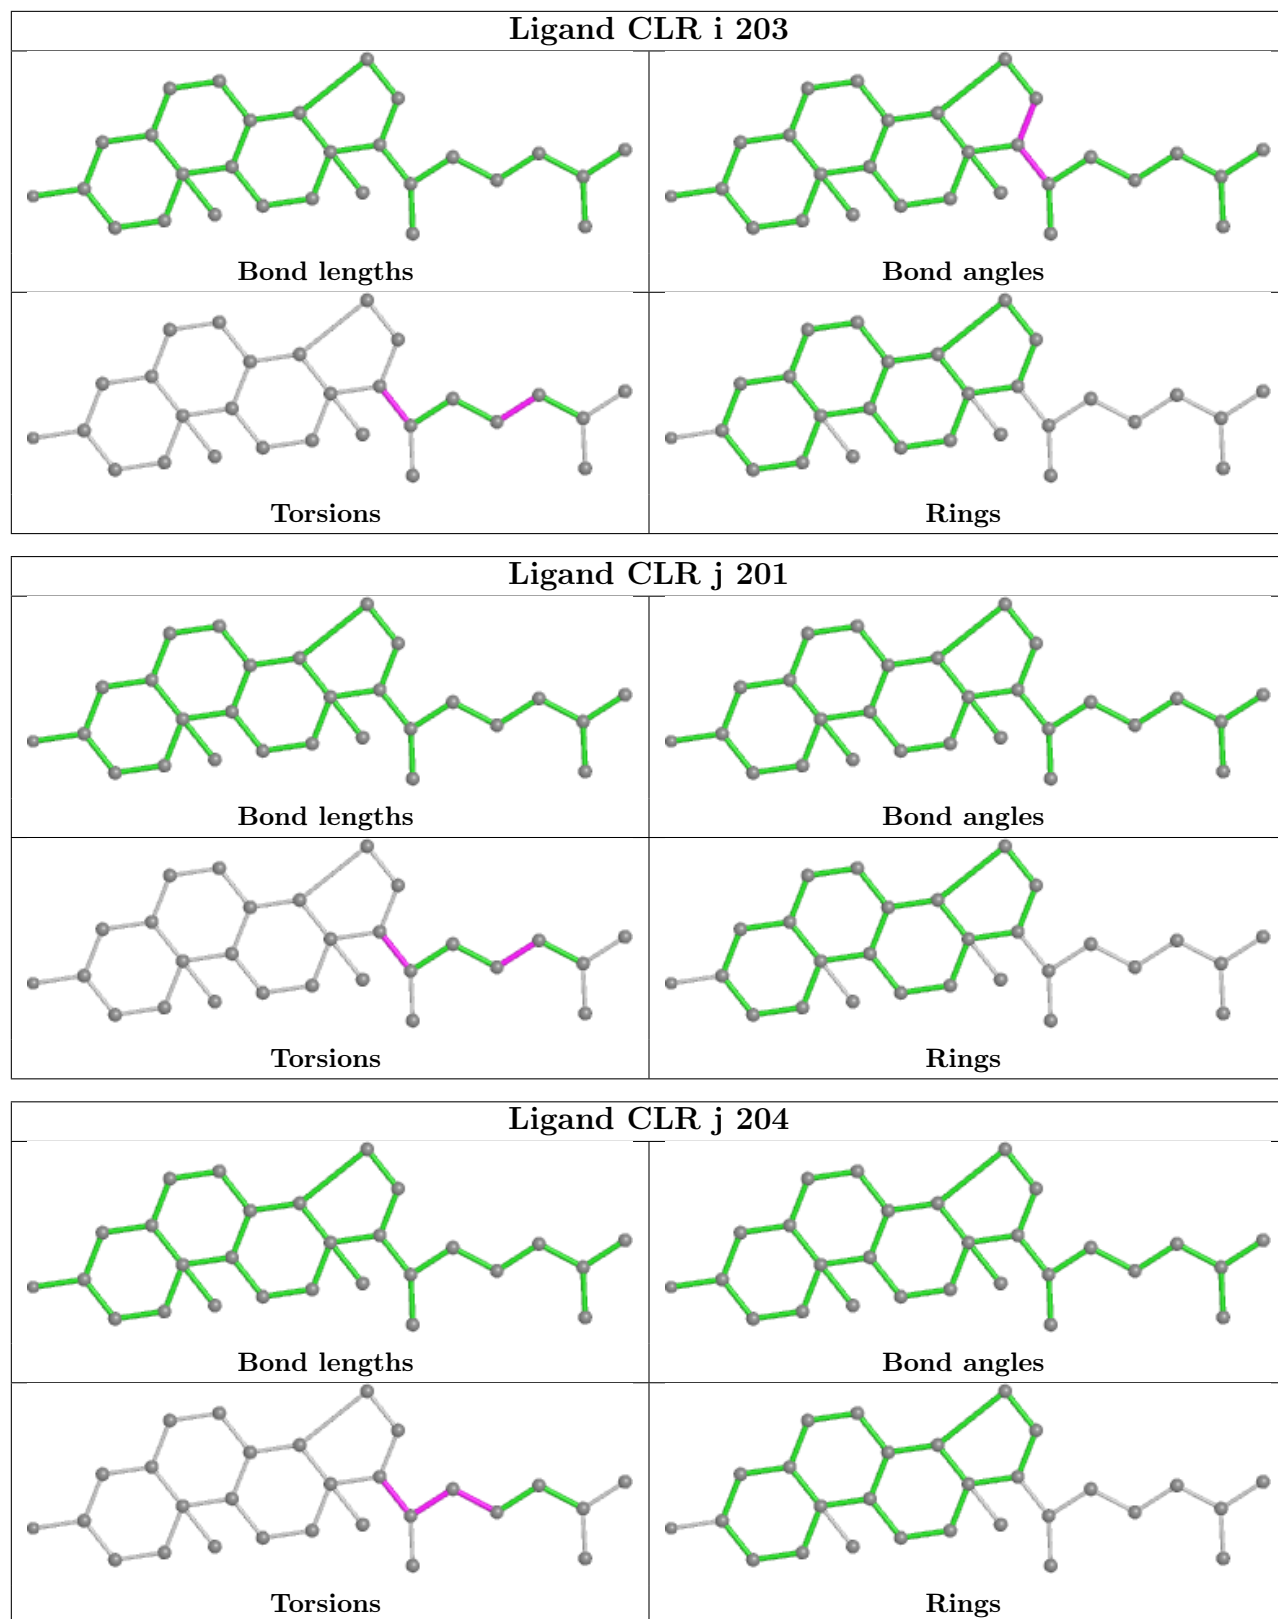 Ligand CLR i 203
Bond lengths
Bond angles
Torsions
Rings
Ligand CLR j 201
Bond lengths
Bond angles
Torsions
Rings
Ligand CLR j 204
Bond lengths
Bond angles
Torsions
Rings